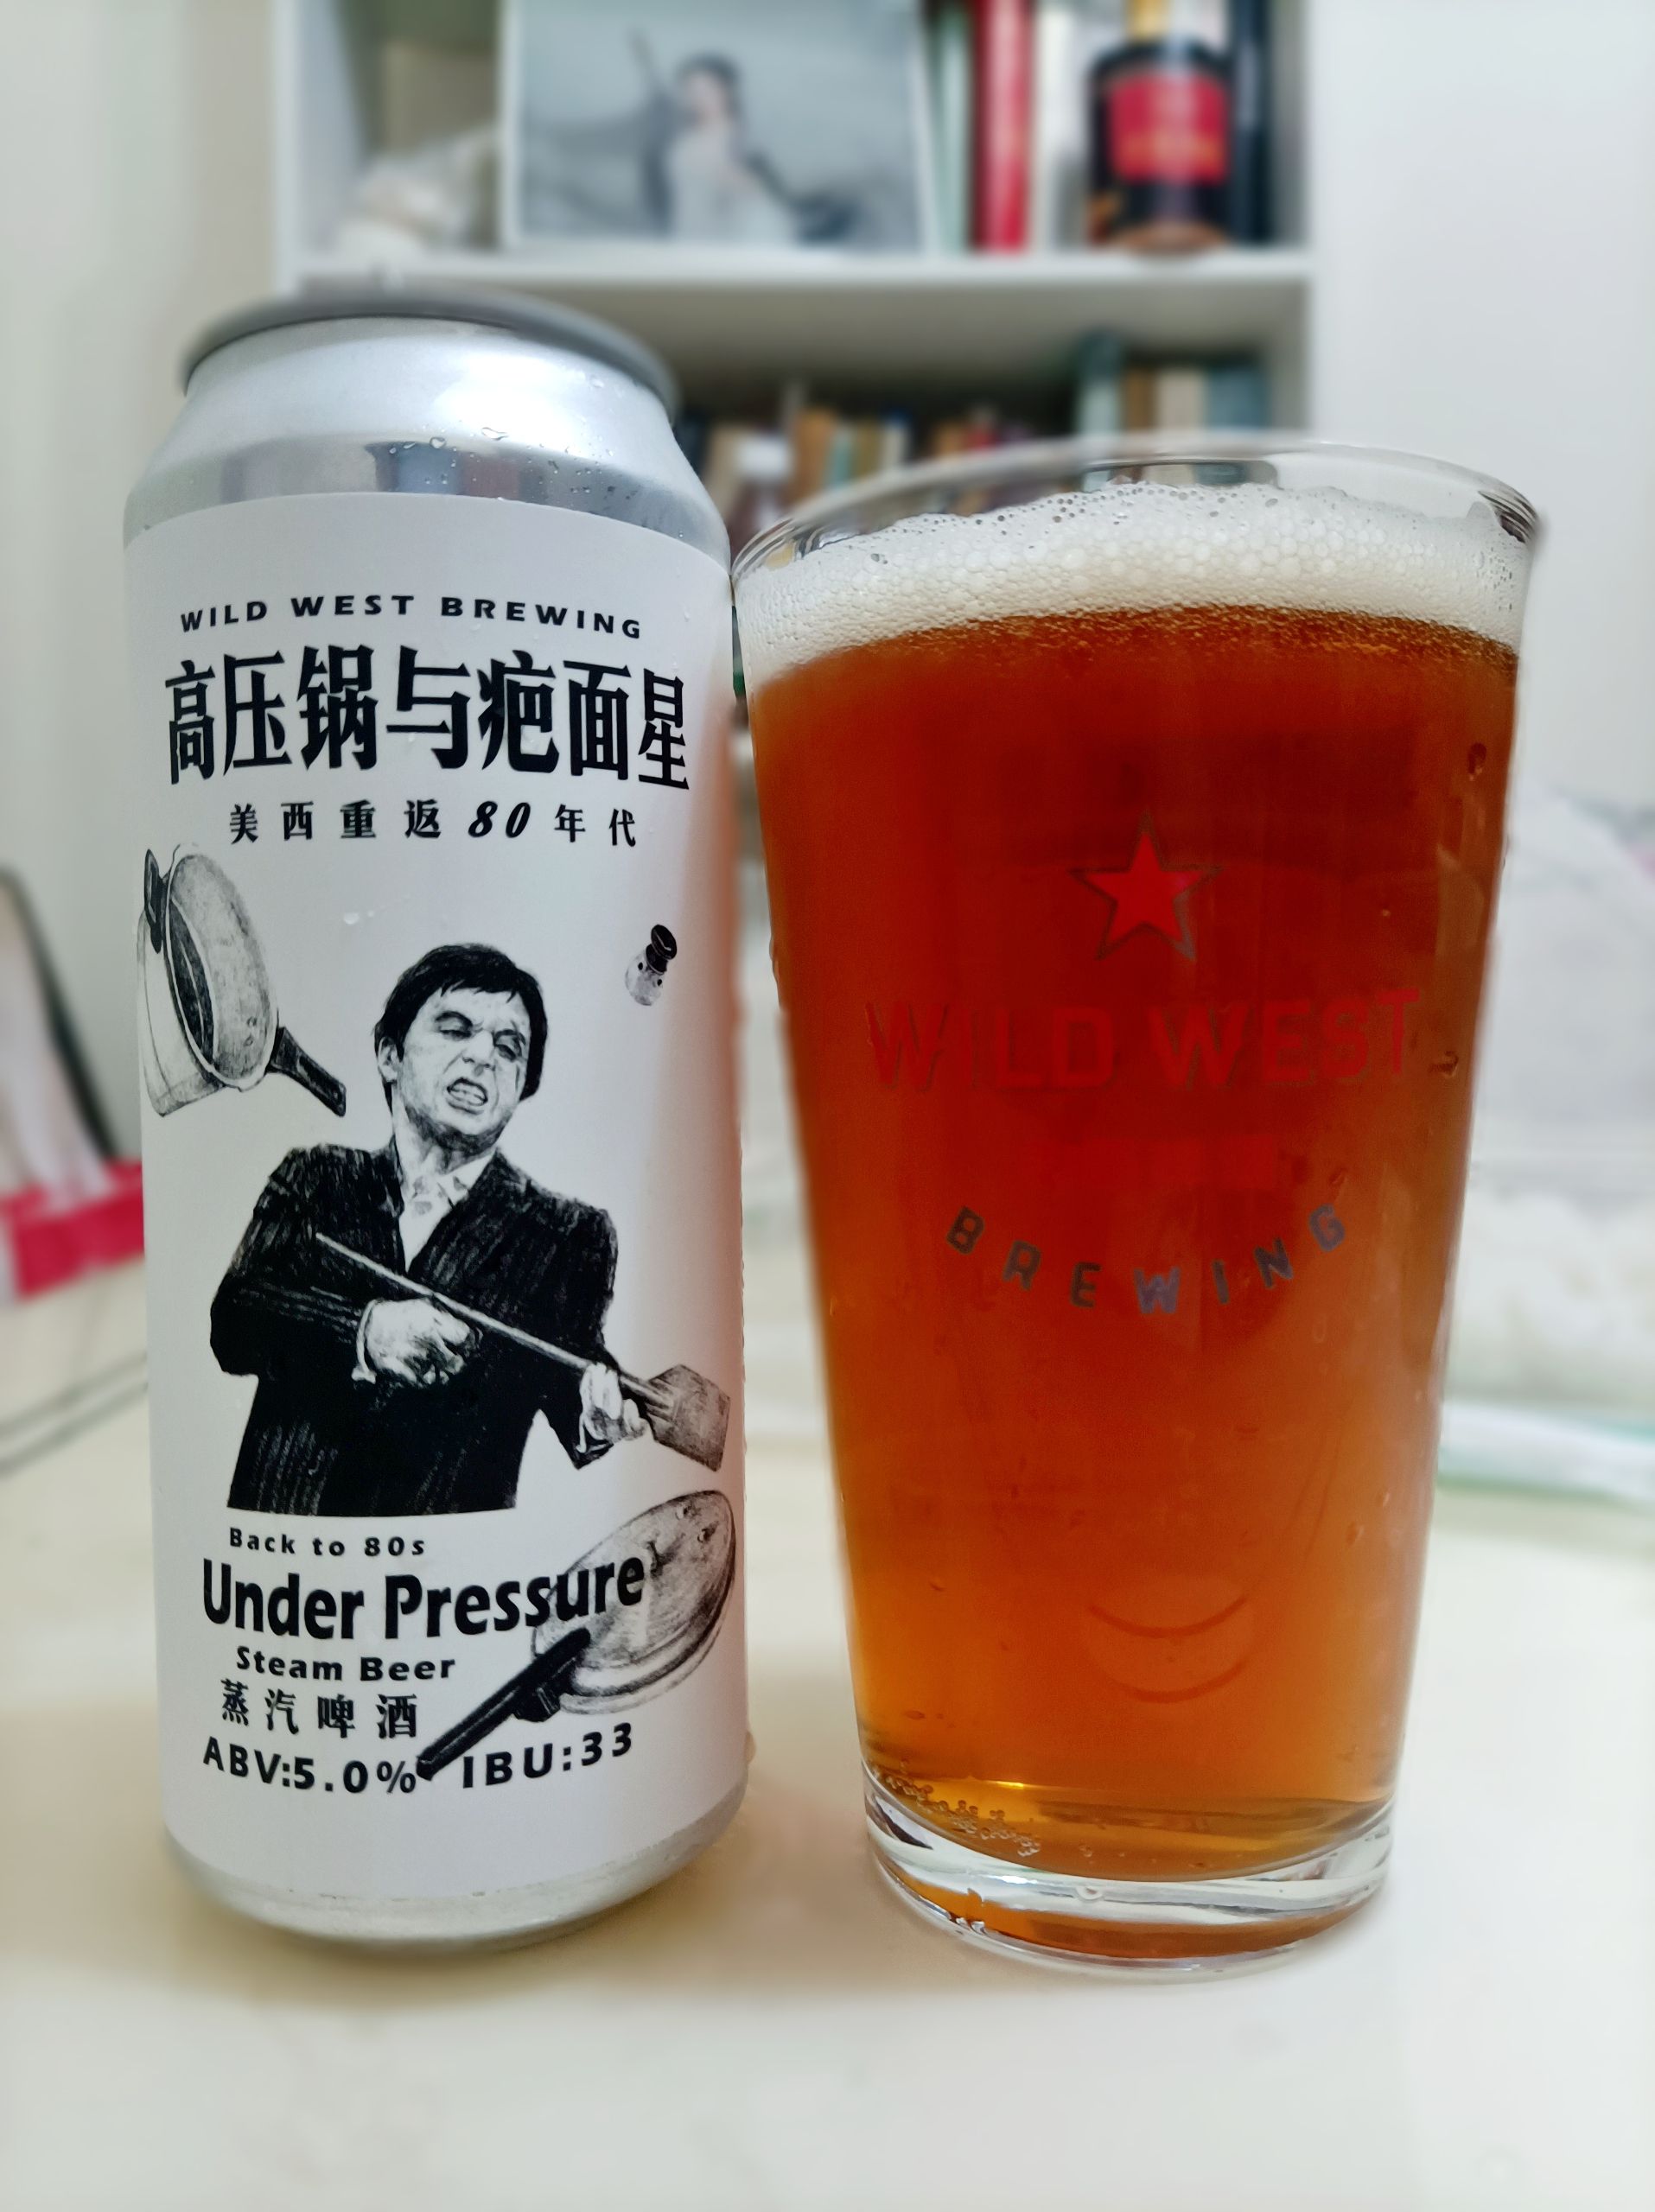 WILD WEST BREWING
高压锅与疤面星
美西重返80年代
Back to 80s
Under Pressure
Steam Beer
蒸汽啤酒
ABV:5.0% IBU:33
WILD WEST
BREWING